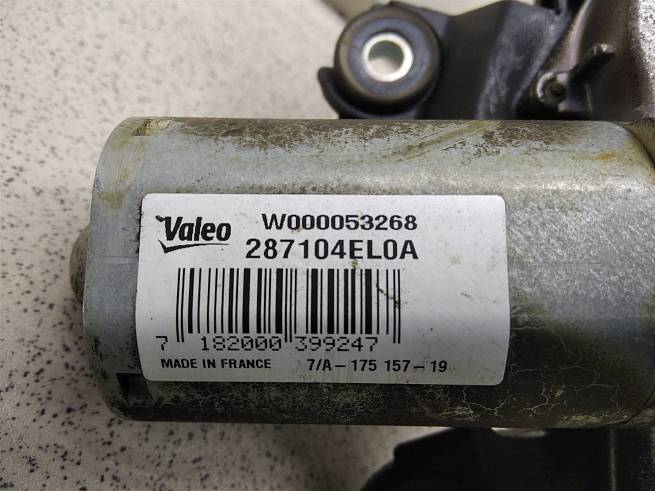 Valeo W000053268
287104EL0A
7 182000 399247
MADE IN FRANCE 7/A-175 157-19